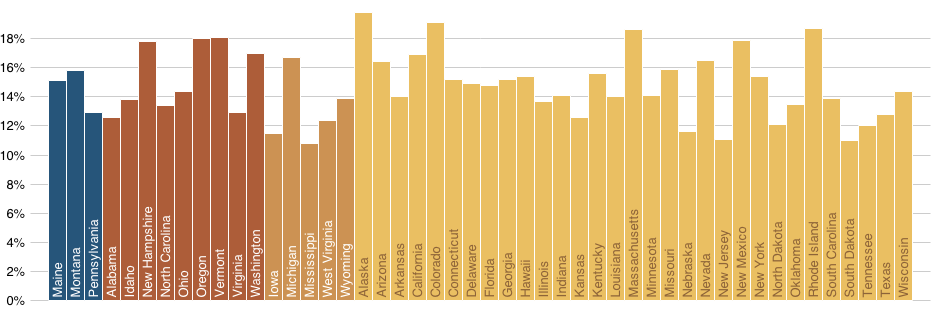 18%
16%
14%
12%
10%
8%
6%
4%
2%
0%
Maine
Montana
Pennsylvania
Alabama
Idaho
New Hampshire
North Carolina
Ohio
Oregon
Vermont
Virginia
Washington
Iowa
Michigan
Mississippi
West Virginia
Wyoming
Alaska
Arizona
Arkansas
California
Colorado
Connecticut
Delaware
Florida
Georgia
Hawaii
Illinois
Indiana
Kansas
Kentucky
Louisiana
Massachusetts
Minnesota
Missouri
Nebraska
Nevada
New Jersey
New Mexico
New York
North Dakota
Oklahoma
Rhode Island
South Carolina
South Dakota
Tennessee
Texas
Wisconsin